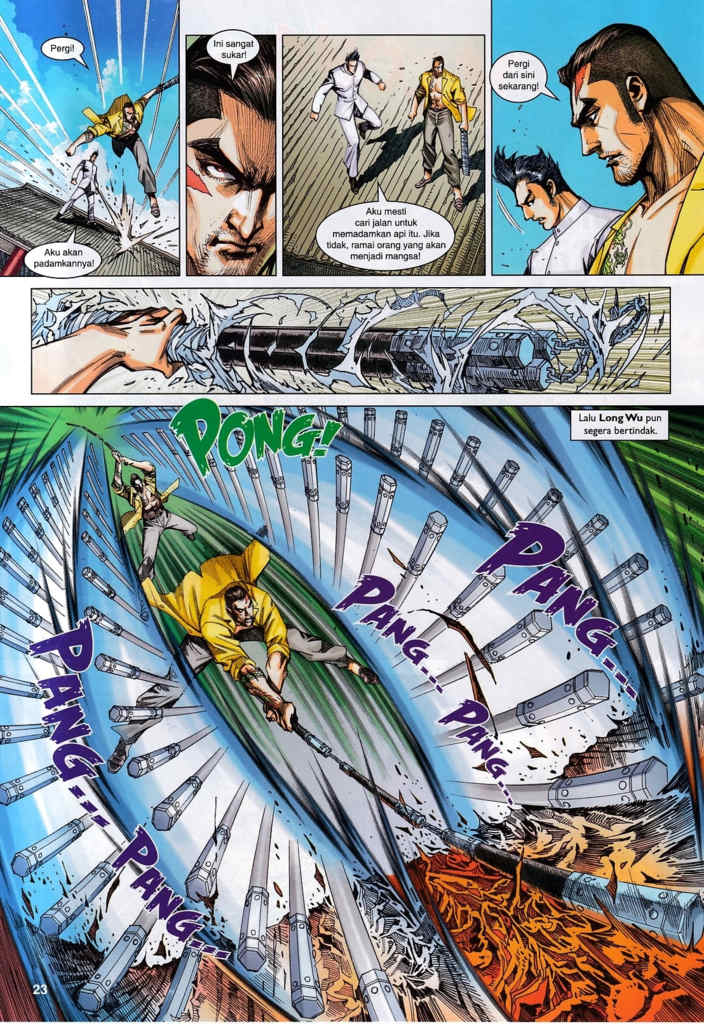 Pergi!
Aku akan
padamkannya!
Ini sangat
sukar!
Aku mesti
cari jalan untuk
memadamkan api itu. Jika
tidak, ramai orang yang akan
menjadi mangsa!
Pergi
dari sini
sekarang!
Lalu Long Wu pun
segera bertindak.
PONG!
PANG...
PANG...
PANG...
PANG...
PANG...
23